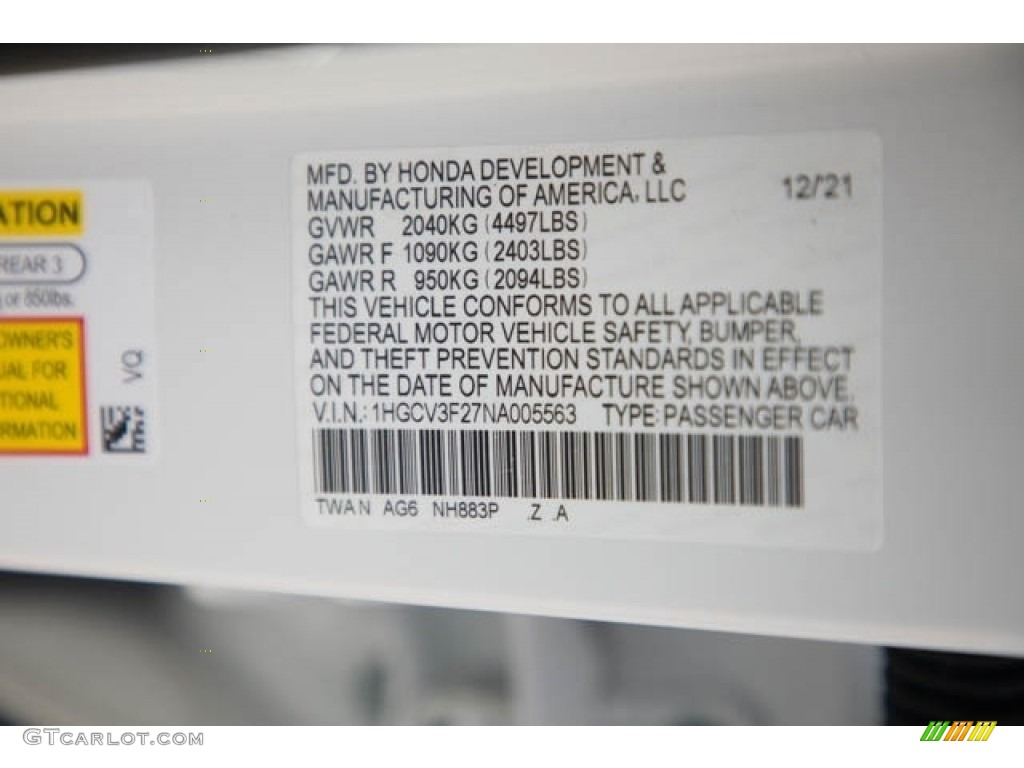 ATION
REAR 3
or 850lbs.
OWNER'S
UAL FOR
TIONAL
RMATION
VQ
MFD. BY HONDA DEVELOPMENT &
MANUFACTURING OF AMERICA, LLC 12/'21
GVWR 2040KG (4497LBS)
GAWR F 1090KG (2403LBS)
GAWR R 950KG (2094LBS)
THIS VEHICLE CONFORMS TO ALL APPLICABLE
FEDERAL MOTOR VEHICLE SAFETY, BUMPER,
AND THEFT PREVENTION STANDARDS IN EFFECT
ON THE DATE OF MANUFACTURE SHOWN ABOVE.
V.I.N.: 1HGCV3F27NA005563 TYPE: PASSENGER CAR
TWAN AG6 NH883P .Z .A
GTCarLot.com